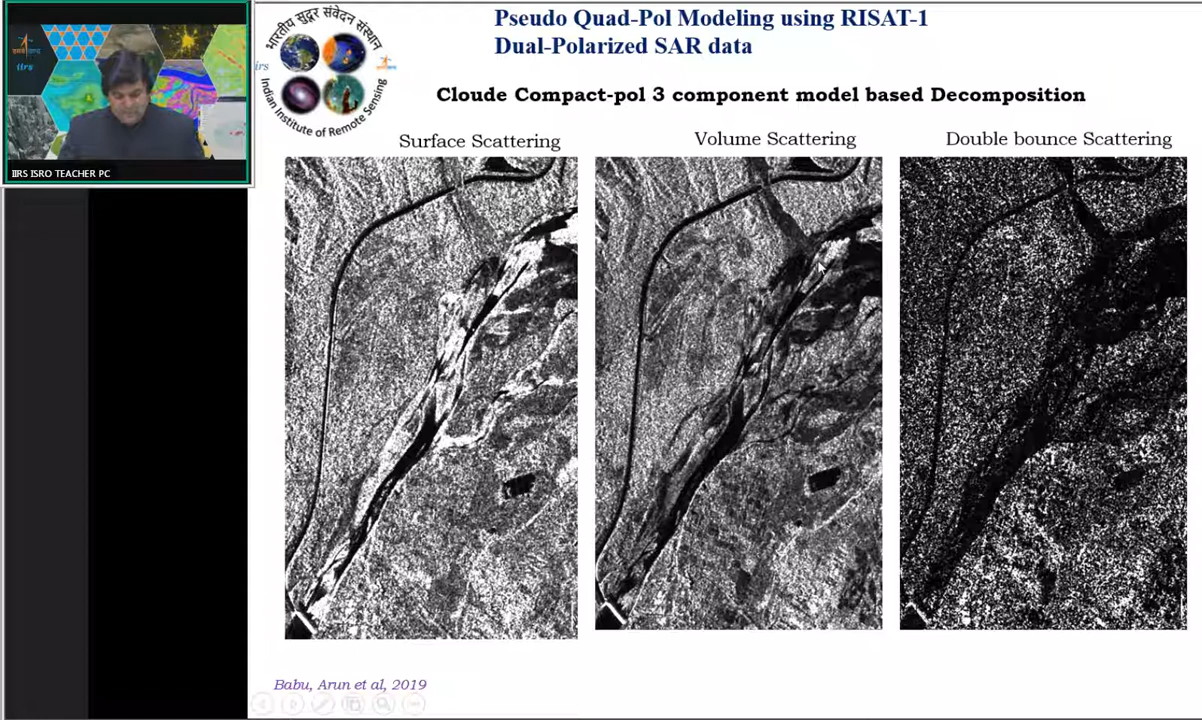 Pseudo Quad-Pol Modeling using RISAT-1
Dual-Polarized SAR data
भारतीय सुदूर संवेदन संस्थान
Indian Institute of Remote Sensing
Cloude Compact-pol 3 component model based Decomposition
Surface Scattering
Volume Scattering
Double bounce Scattering
iirs
IIRS ISRO TEACHER PC
Babu, Arun et al, 2019